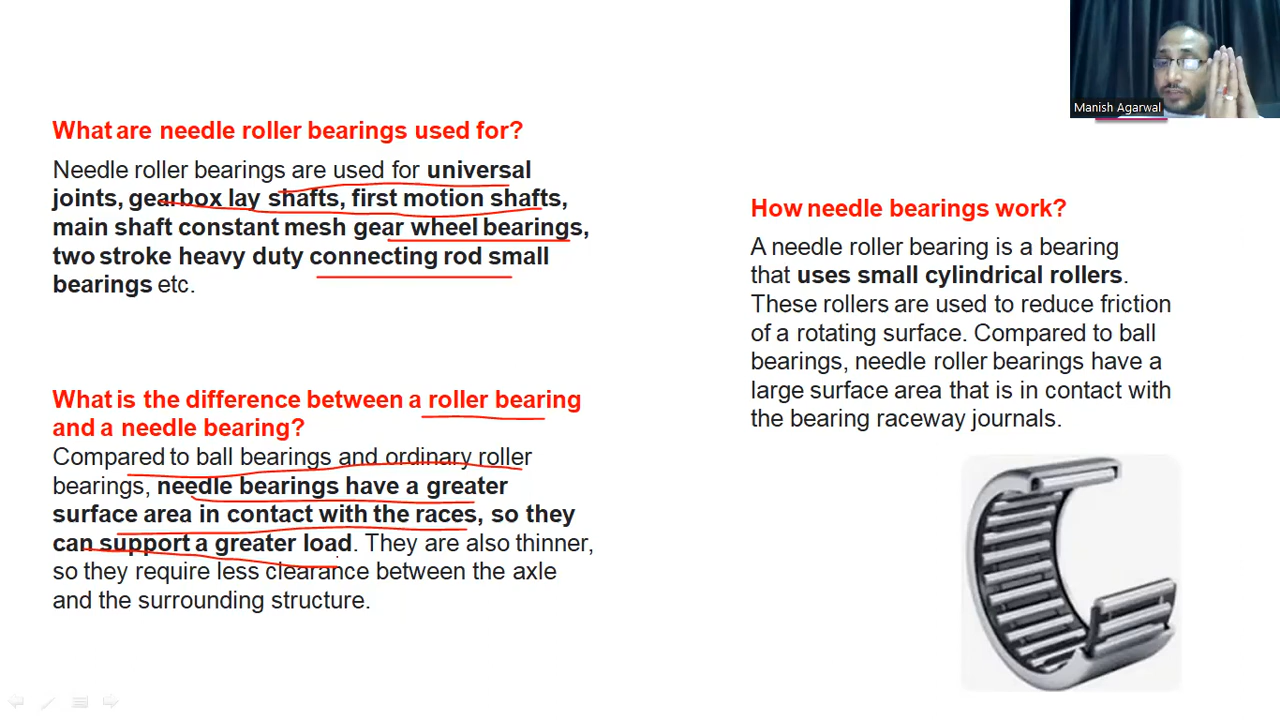 Manish Agarwal
What are needle roller bearings used for?
Needle roller bearings are used for universal
joints, gearbox lay shafts, first motion shafts,
main shaft constant mesh gear wheel bearings,
two stroke heavy duty connecting rod small
bearings etc.
What is the difference between a roller bearing
and a needle bearing?
Compared to ball bearings and ordinary roller
bearings, needle bearings have a greater
surface area in contact with the races, so they
can support a greater load. They are also thinner,
so they require less clearance between the axle
and the surrounding structure.
How needle bearings work?
A needle roller bearing is a bearing
that uses small cylindrical rollers.
These rollers are used to reduce friction
of a rotating surface. Compared to ball
bearings, needle roller bearings have a
large surface area that is in contact with
the bearing raceway journals.